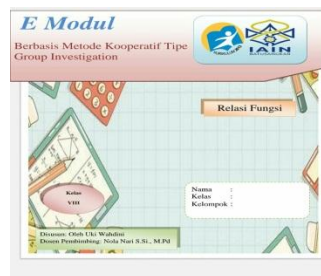 E Modul
Berbasis Metode Kooperatif Tipe
Group Investigation
IAIN
Relasi Fungsi
Kelas
VIII
Nama :
Kelas :
Kelompok :
Disusun: Oleh Uki Wahdini
Dosen Pembimbing: Nola Nari S.Si., M.Pd